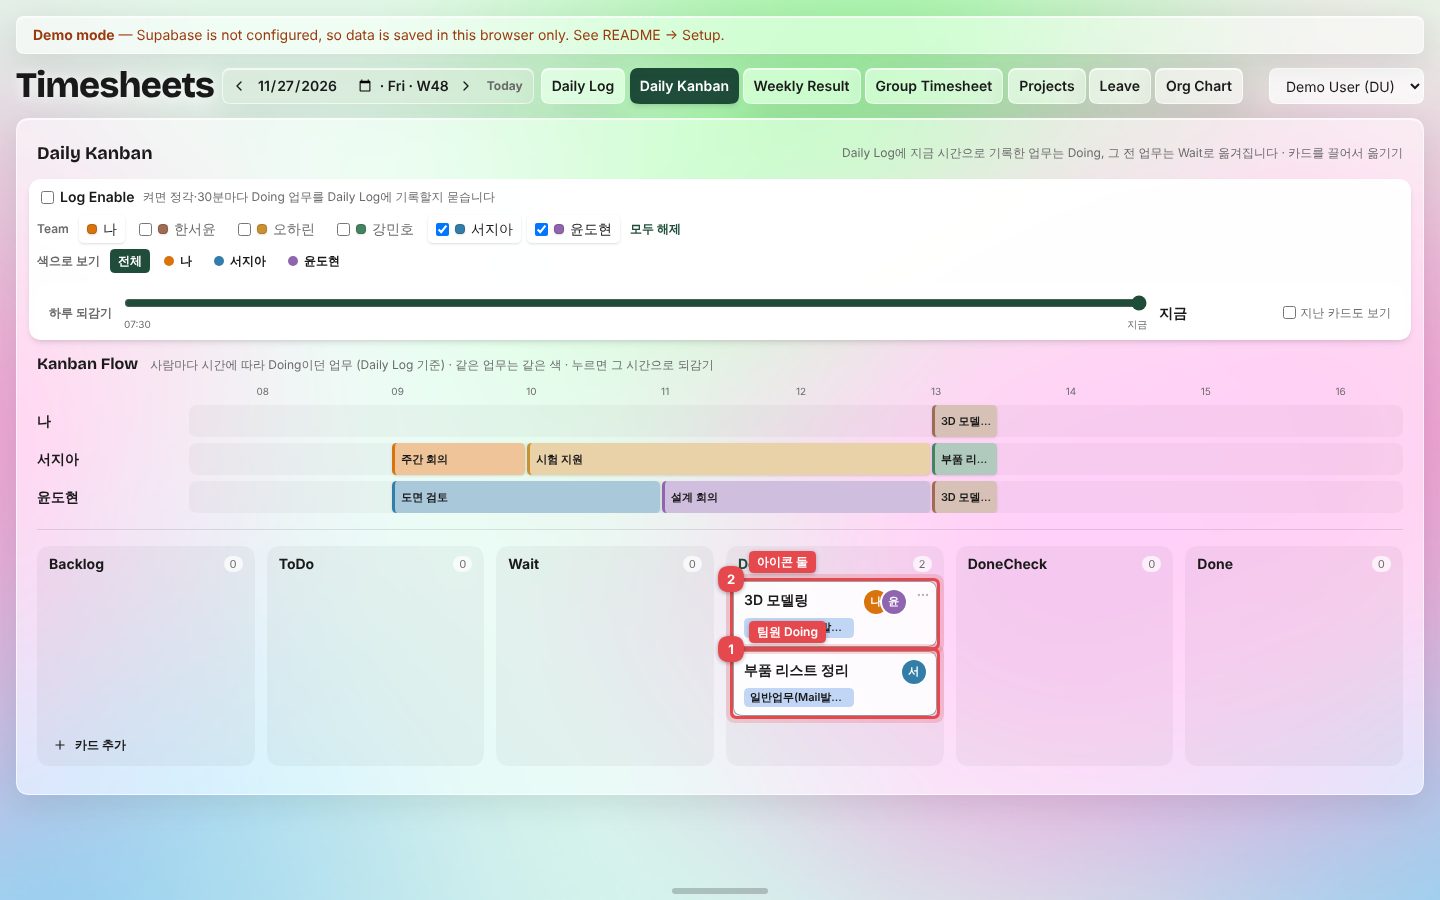 Demo mode — Supabase is not configured, so data is saved in this browser only. See README → Setup.
Timesheets
11/27/2026 · Fri · W48 Today
Daily Log
Daily Kanban
Weekly Result
Group Timesheet
Projects
Leave
Org Chart
Demo User (DU)
Daily Kanban
Daily Log에 지금 시간으로 기록한 업무는 Doing, 그 전 업무는 Wait로 옮겨집니다 · 카드를 끌어서 옮기기
Log Enable 켜면 정각·30분마다 Doing 업무를 Daily Log에 기록할지 묻습니다
Team 나 한서윤 오하린 강민호 서지아 윤도현 모두 해제
색으로 보기 전체 나 서지아 윤도현
하루 되감기
07:30
지금
지금
지난 카드도 보기
Kanban Flow 사람마다 시간에 따라 Doing이던 업무 (Daily Log 기준) · 같은 업무는 같은 색 · 누르면 그 시간으로 되감기
08 09 10 11 12 13 14 15 16
나 3D 모델...
서지아 주간 회의 시험 지원 부품 리...
윤도현 도면 검토 설계 회의 3D 모델...
Backlog 0
카드 추가
ToDo 0
Wait 0
2
아이콘 둘
2
3D 모델링 나 윤 ...
팀원 Doing
1
부품 리스트 정리 서
일반업무(Mail발...
DoneCheck 0
Done 0